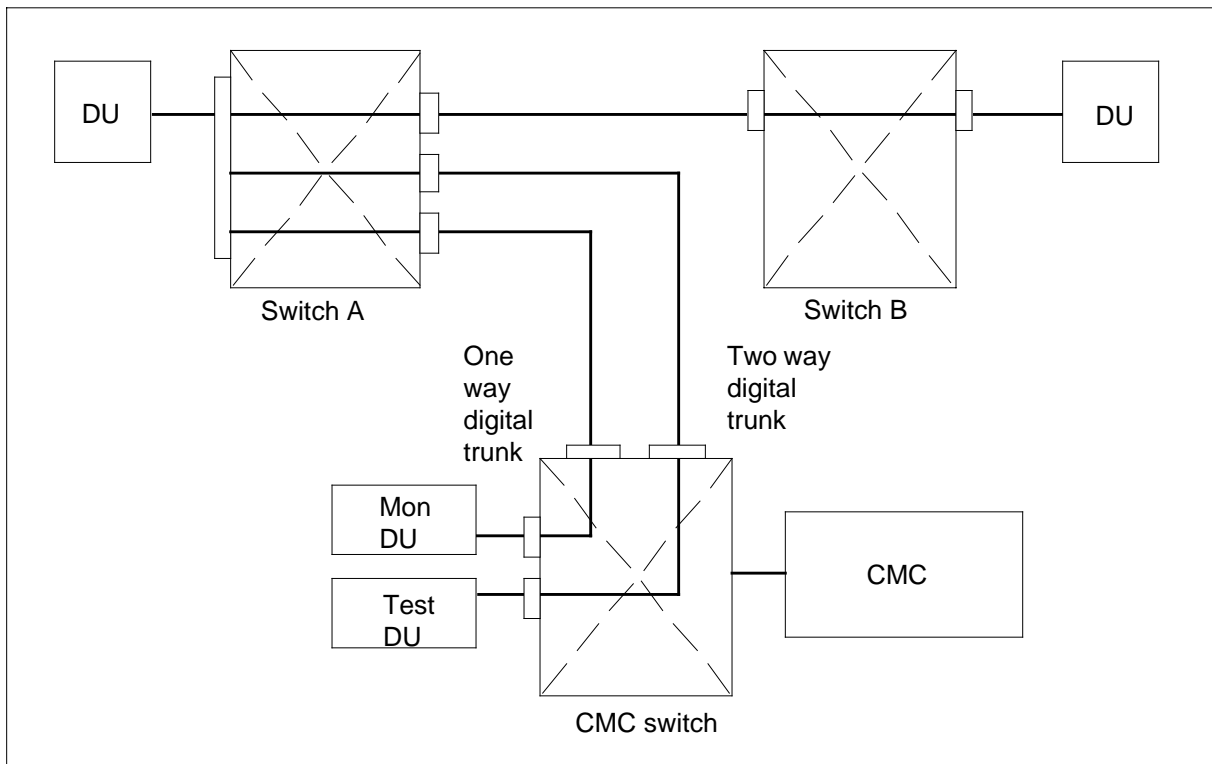 DU
DU
Switch A
Switch B
One
way
digital
trunk
Two way
digital
trunk
Mon
DU
Test
DU
CMC
CMC switch